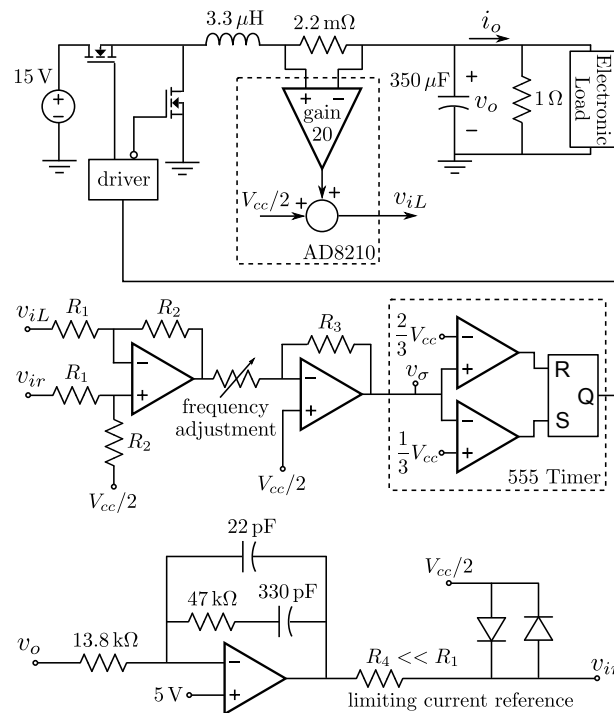 3.3 μH
2.2 mΩ
i_o
15 V
+
−
+ −
gain
20
350 μF
+
v_o
−
1 Ω
Electronic
Load
driver
V_cc/2
+
+
v_iL
AD8210
v_iL
R_1
R_2
v_ir
R_1
−
+
R_2
V_cc/2
frequency
adjustment
R_3
−
+
V_cc/2
v_σ
2/3 V_cc
−
+
1/3 V_cc
−
+
R
S
Q
555 Timer
22 pF
47 kΩ
330 pF
v_o
13.8 kΩ
−
+
5 V
R_4 << R_1
limiting current reference
V_cc/2
v_ir